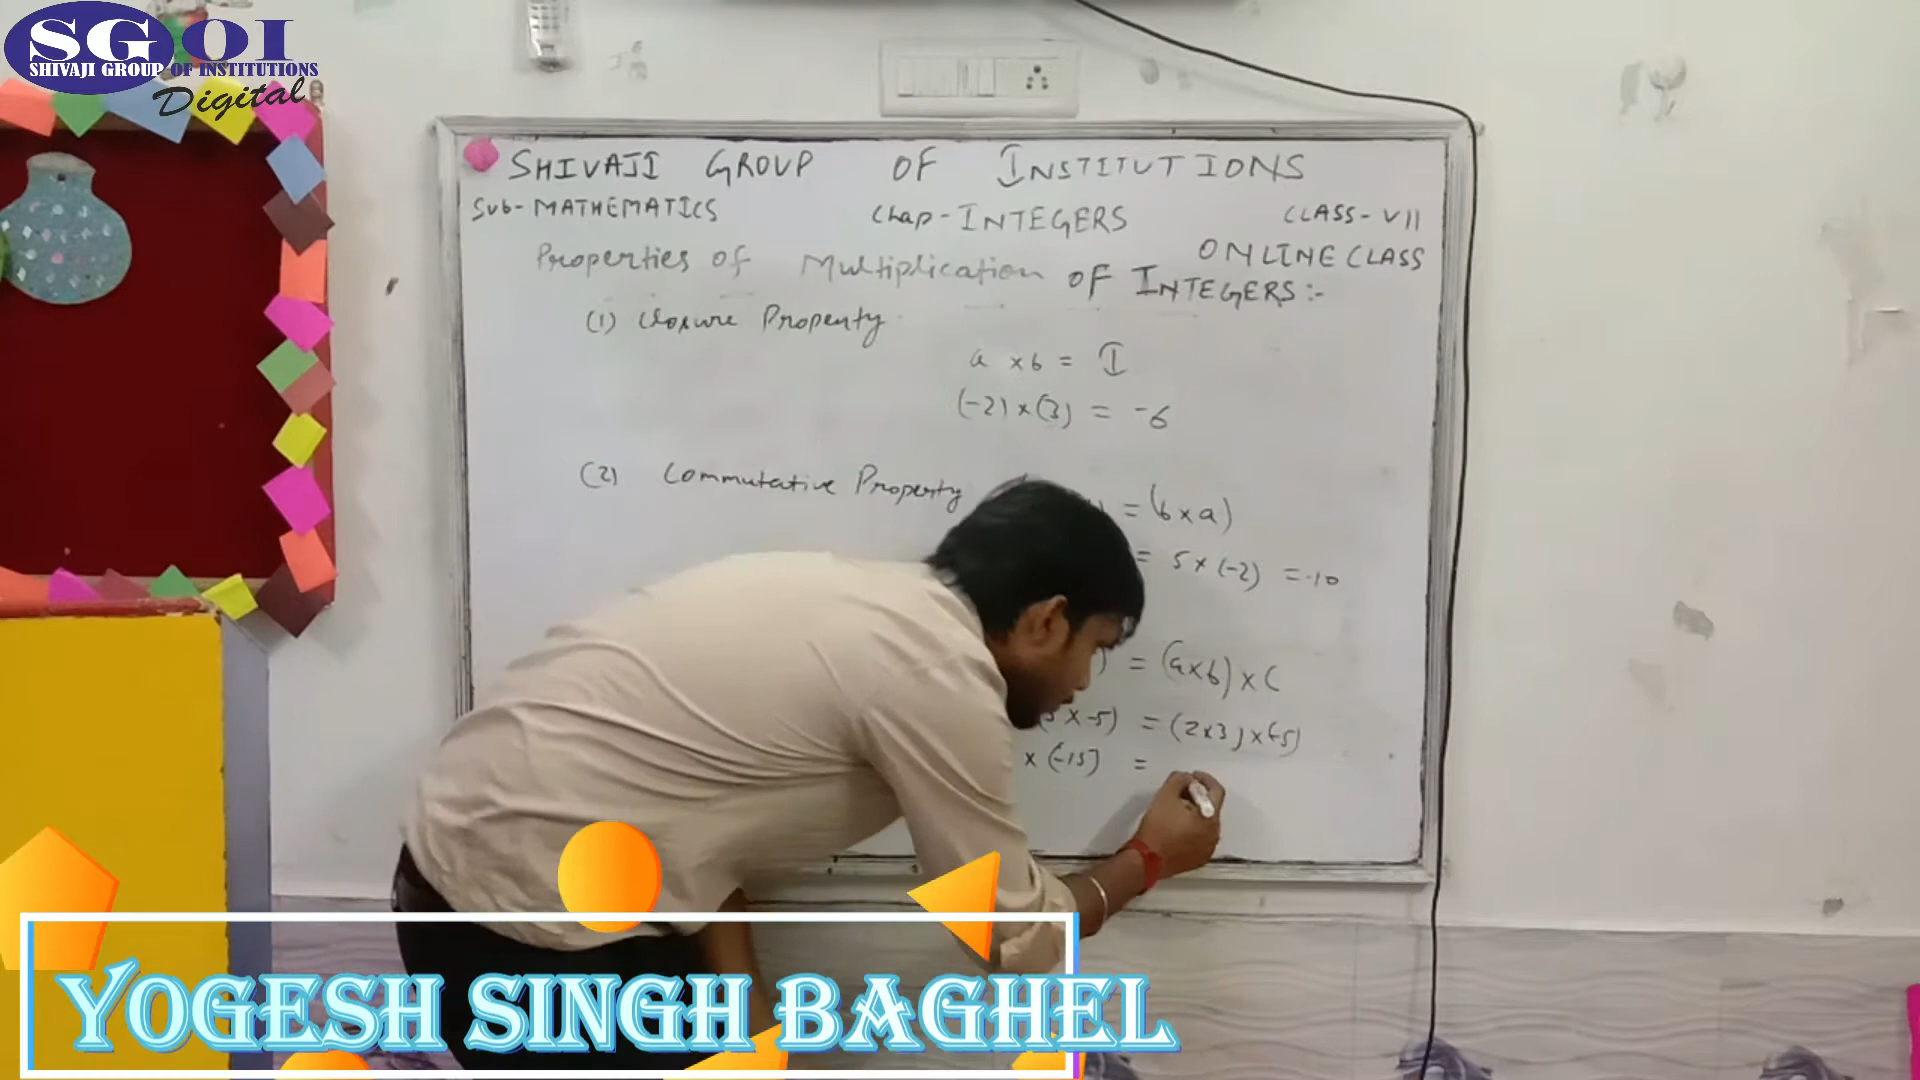 SGOI
SHIVAJI GROUP OF INSTITUTIONS
Digital
SHIVAJI GROUP OF INSTITUTIONS
Sub- MATHEMATICS Chap- INTEGERS CLASS- VII
ONLINE CLASS
Properties of Multiplication OF INTEGERS :-
(1) Closure Property
a × b = I
(-2) × (3) = -6
(2) Commutative Property = (b × a)
= 5 × (-2) = -10
) = (a×b) × C
× -5) = (2×3) × (-5)
× (-15) =
YOGESH SINGH BAGHEL